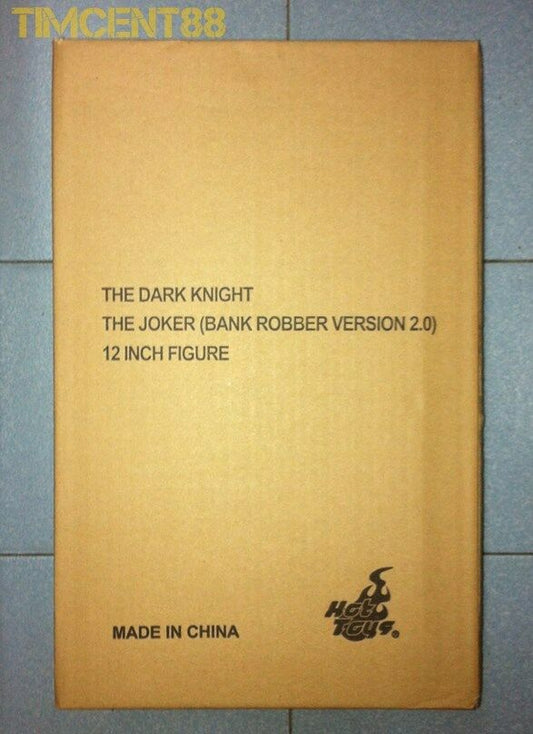 TIMCENT88
THE DARK KNIGHT
THE JOKER (BANK ROBBER VERSION 2.0)
12 INCH FIGURE
MADE IN CHINA
Hot
Toys®